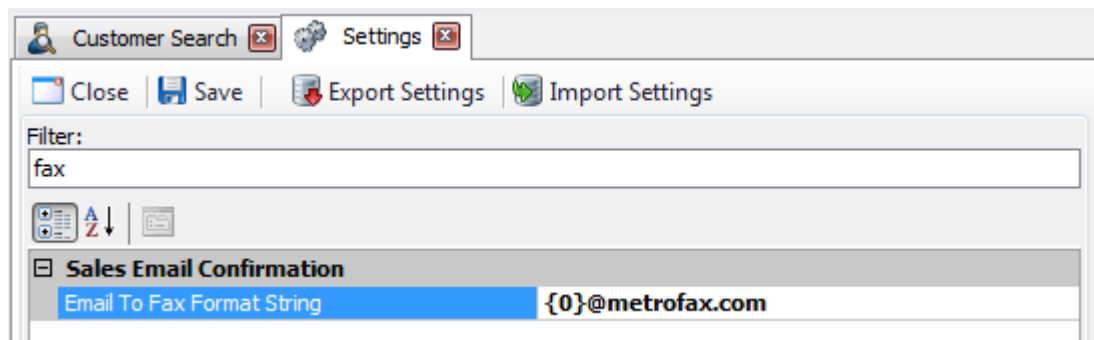 Customer Search Settings
Close Save Export Settings Import Settings
Filter:
fax
Sales Email Confirmation
Email To Fax Format String {0}@metrofax.com